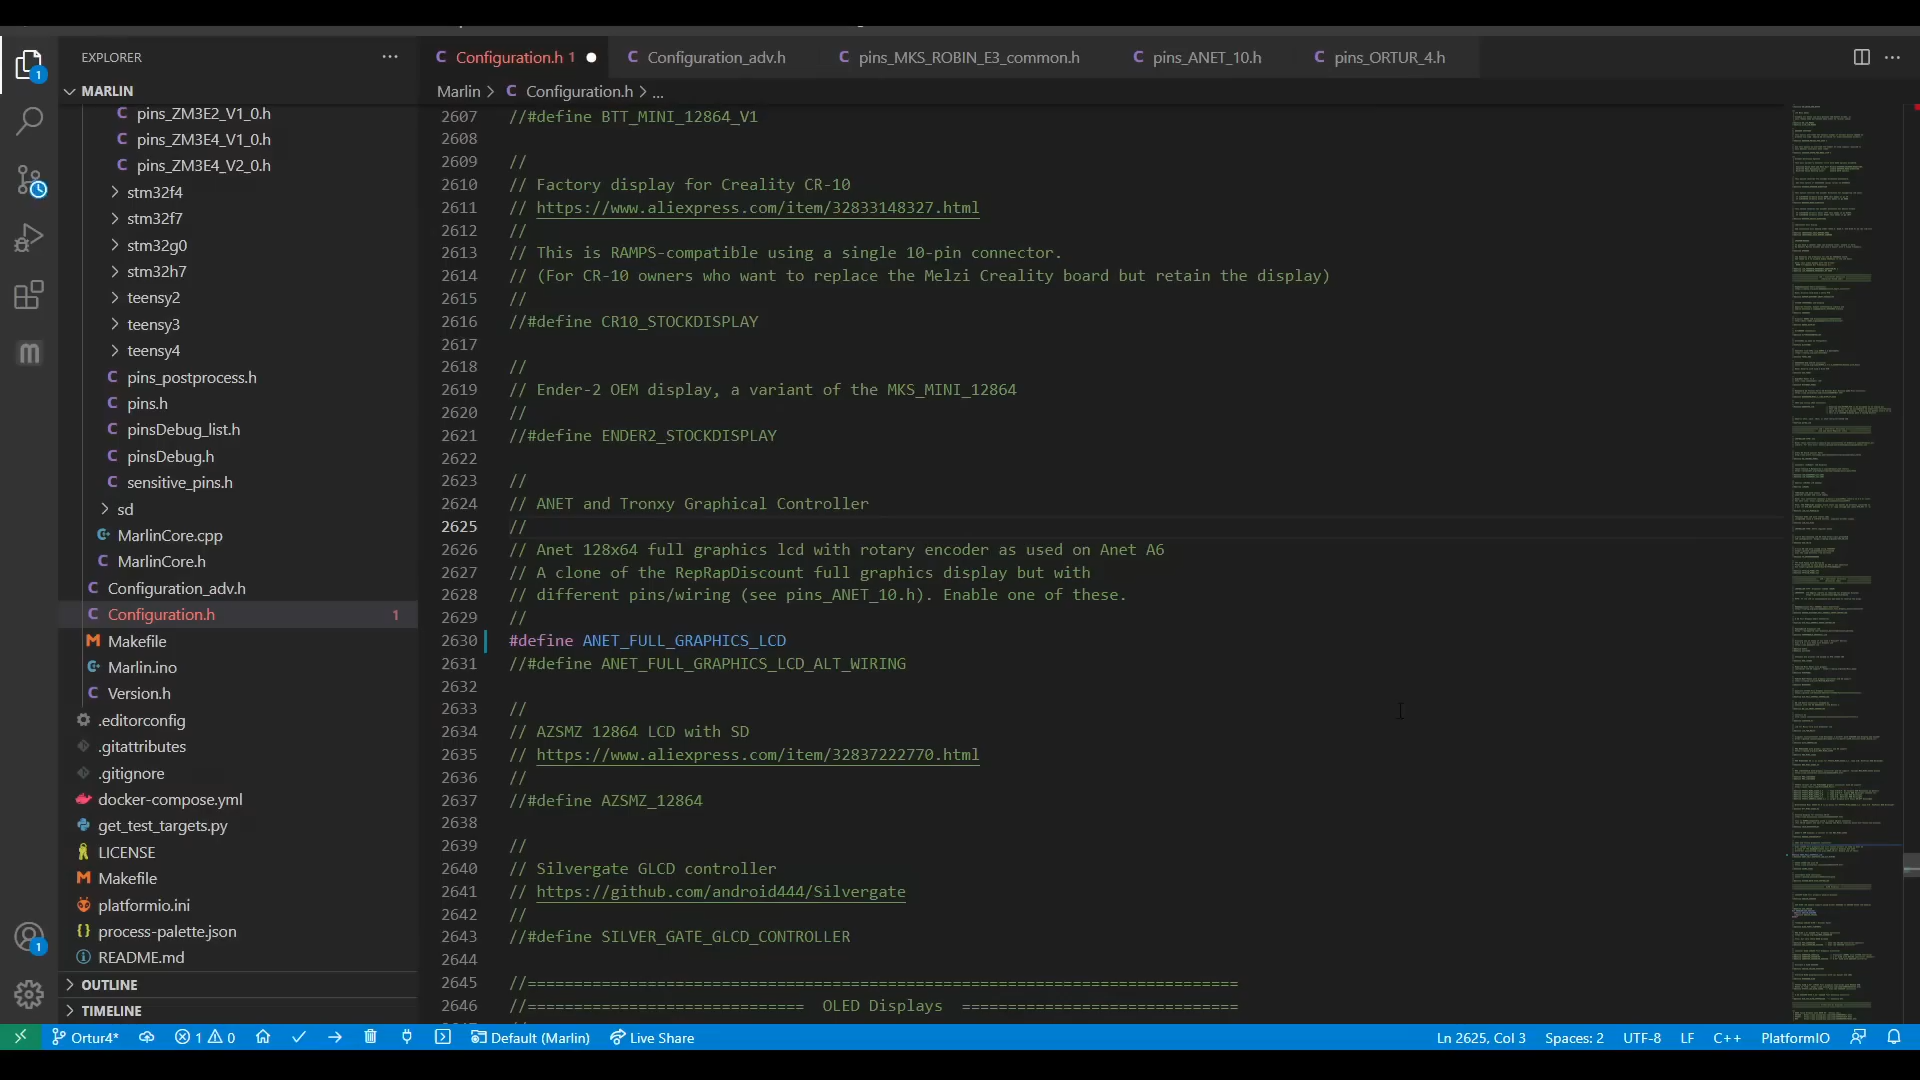 EXPLORER
MARLIN
pins_ZM3E2_V1_0.h
pins_ZM3E4_V1_0.h
pins_ZM3E4_V2_0.h
stm32f4
stm32f7
stm32g0
stm32h7
teensy2
teensy3
teensy4
pins_postprocess.h
pins.h
pinsDebug_list.h
pinsDebug.h
sensitive_pins.h
sd
MarlinCore.cpp
MarlinCore.h
Configuration_adv.h
Configuration.h 1
Makefile
Marlin.ino
Version.h
.editorconfig
.gitattributes
.gitignore
docker-compose.yml
get_test_targets.py
LICENSE
Makefile
platformio.ini
process-palette.json
README.md
OUTLINE
TIMELINE
Configuration.h 1 Configuration_adv.h pins_MKS_ROBIN_E3_common.h pins_ANET_10.h pins_ORTUR_4.h
Marlin > Configuration.h > ...
2607 //#define BTT_MINI_12864_V1
2608
2609 //
2610 // Factory display for Creality CR-10
2611 // https://www.aliexpress.com/item/32833148327.html
2612 //
2613 // This is RAMPS-compatible using a single 10-pin connector.
2614 // (For CR-10 owners who want to replace the Melzi Creality board but retain the display)
2615 //
2616 //#define CR10_STOCKDISPLAY
2617
2618 //
2619 // Ender-2 OEM display, a variant of the MKS_MINI_12864
2620 //
2621 //#define ENDER2_STOCKDISPLAY
2622
2623 //
2624 // ANET and Tronxy Graphical Controller
2625 //
2626 // Anet 128x64 full graphics lcd with rotary encoder as used on Anet A6
2627 // A clone of the RepRapDiscount full graphics display but with
2628 // different pins/wiring (see pins_ANET_10.h). Enable one of these.
2629 //
2630 #define ANET_FULL_GRAPHICS_LCD
2631 //#define ANET_FULL_GRAPHICS_LCD_ALT_WIRING
2632
2633 //
2634 // AZSMZ 12864 LCD with SD
2635 // https://www.aliexpress.com/item/32837222770.html
2636 //
2637 //#define AZSMZ_12864
2638
2639 //
2640 // Silvergate GLCD controller
2641 // https://github.com/android444/Silvergate
2642 //
2643 //#define SILVER_GATE_GLCD_CONTROLLER
2644
2645 //=============================================================================
2646 //============================== OLED Displays ==============================
Ortur4* 1 0 Default (Marlin) Live Share Ln 2625, Col 3 Spaces: 2 UTF-8 LF C++ PlatformIO